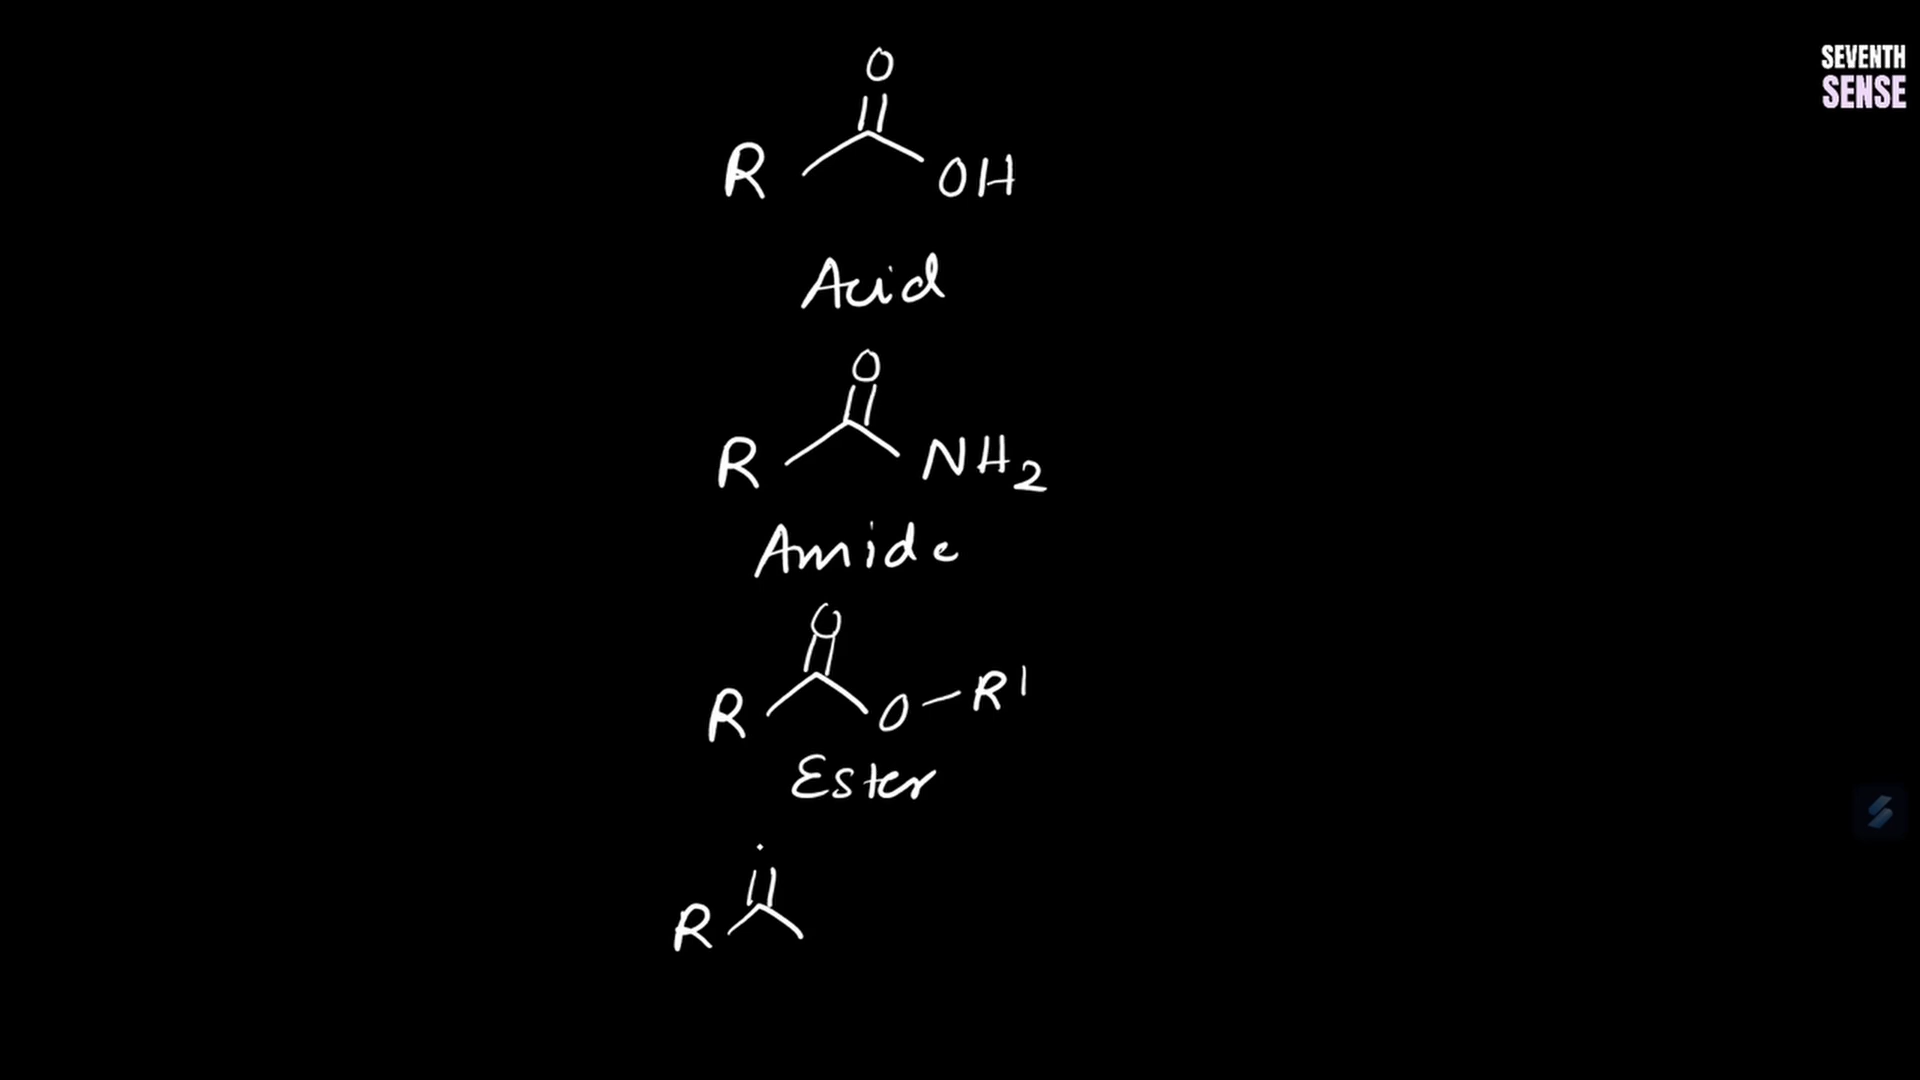 SEVENTH
SENSE
O
R OH
Acid
O
R NH2
Amide
O
R O-R'
Ester
R